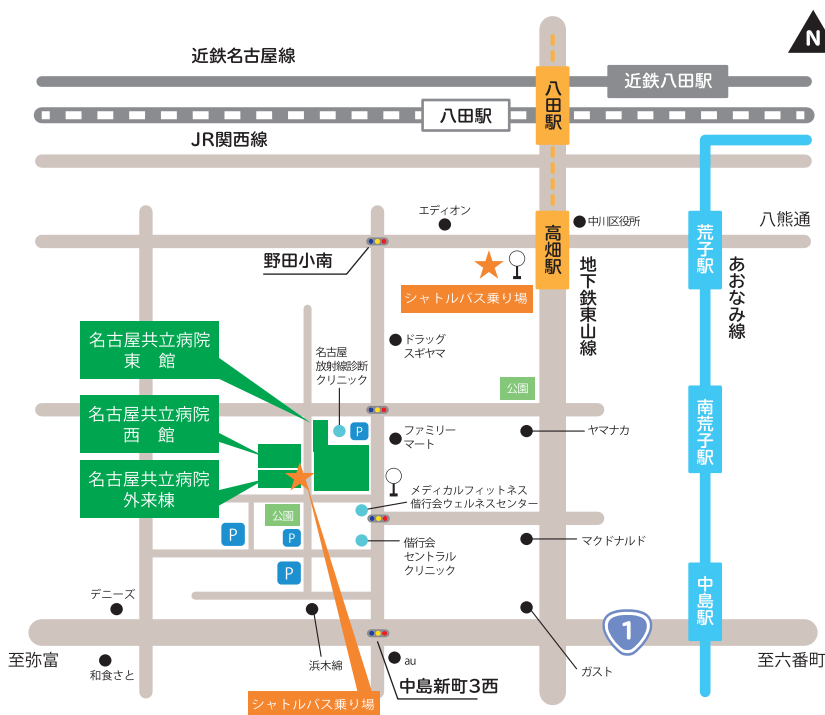 N
近鉄名古屋線
近鉄八田駅
八田駅
八田駅
JR関西線
エディオン
中川区役所
八熊通
高畑駅
荒子駅
野田小南
地下鉄東山線
あおなみ線
シャトルバス乗り場
名古屋共立病院
東 館
名古屋
放射線診断
クリニック
ドラッグ
スギヤマ
公園
名古屋共立病院
西 館
P
ファミリー
マート
ヤマナカ
南荒子駅
名古屋共立病院
外来棟
メディカルフィットネス
偕行会ウェルネスセンター
公園
P
P
偕行会
セントラル
クリニック
マクドナルド
P
中島駅
デニーズ
1
至弥富
和食さと
浜木綿
au
中島新町3西
ガスト
至六番町
シャトルバス乗り場